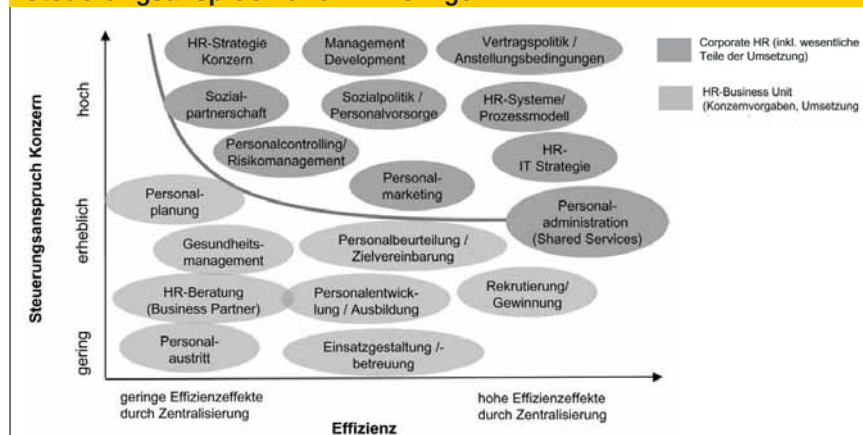 HR-Strategie
Konzern
Management
Development
Vertragspolitik /
Anstellungsbedingungen
Corporate HR (inkl. wesentliche
Teile der Umsetzung)
HR-Business Unit
(Konzernvorgaben, Umsetzung
Sozial-
partnerschaft
Sozialpolitik /
Personalvorsorge
HR-Systeme/
Prozessmodell
Personalcontrolling/
Risikomanagement
HR-
IT Strategie
Personal-
marketing
Personal-
planung
Personal-
administration
(Shared Services)
Gesundheits-
management
Personalbeurteilung /
Zielvereinbarung
HR-Beratung
(Business Partner)
Personalentwick-
lung / Ausbildung
Rekrutierung/
Gewinnung
Personal-
austritt
Einsatzgestaltung /-
betreuung
Steuerungsanspruch Konzern
hoch
erheblich
gering
geringe Effizienzeffekte
durch Zentralisierung
hohe Effizienzeffekte
durch Zentralisierung
Effizienz